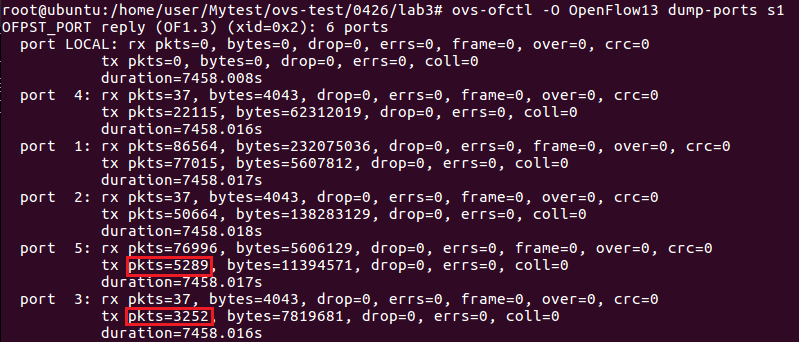 root@ubuntu:/home/user/Mytest/ovs-test/0426/lab3# ovs-ofctl -O OpenFlow13 dump-ports s1
OFPST_PORT reply (OF1.3) (xid=0x2): 6 ports
port LOCAL: rx pkts=0, bytes=0, drop=0, errs=0, frame=0, over=0, crc=0
tx pkts=0, bytes=0, drop=0, errs=0, coll=0
duration=7458.008s
port 4: rx pkts=37, bytes=4043, drop=0, errs=0, frame=0, over=0, crc=0
tx pkts=22115, bytes=62312019, drop=0, errs=0, coll=0
duration=7458.016s
port 1: rx pkts=86564, bytes=232075036, drop=0, errs=0, frame=0, over=0, crc=0
tx pkts=77015, bytes=5607812, drop=0, errs=0, coll=0
duration=7458.017s
port 2: rx pkts=37, bytes=4043, drop=0, errs=0, frame=0, over=0, crc=0
tx pkts=50664, bytes=138283129, drop=0, errs=0, coll=0
duration=7458.018s
port 5: rx pkts=76996, bytes=5606129, drop=0, errs=0, frame=0, over=0, crc=0
tx pkts=5289, bytes=11394571, drop=0, errs=0, coll=0
duration=7458.017s
port 3: rx pkts=37, bytes=4043, drop=0, errs=0, frame=0, over=0, crc=0
tx pkts=3252, bytes=7819681, drop=0, errs=0, coll=0
duration=7458.016s